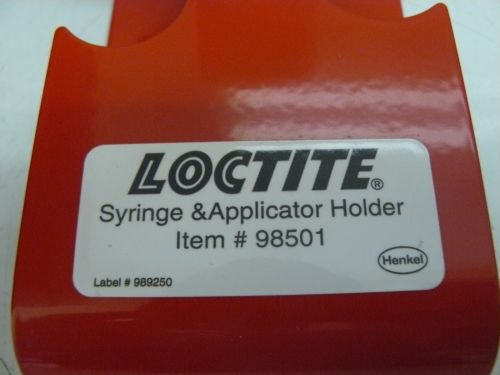 LOCTITE®
Syringe &Applicator Holder
Item # 98501
Henkel
Label # 989250